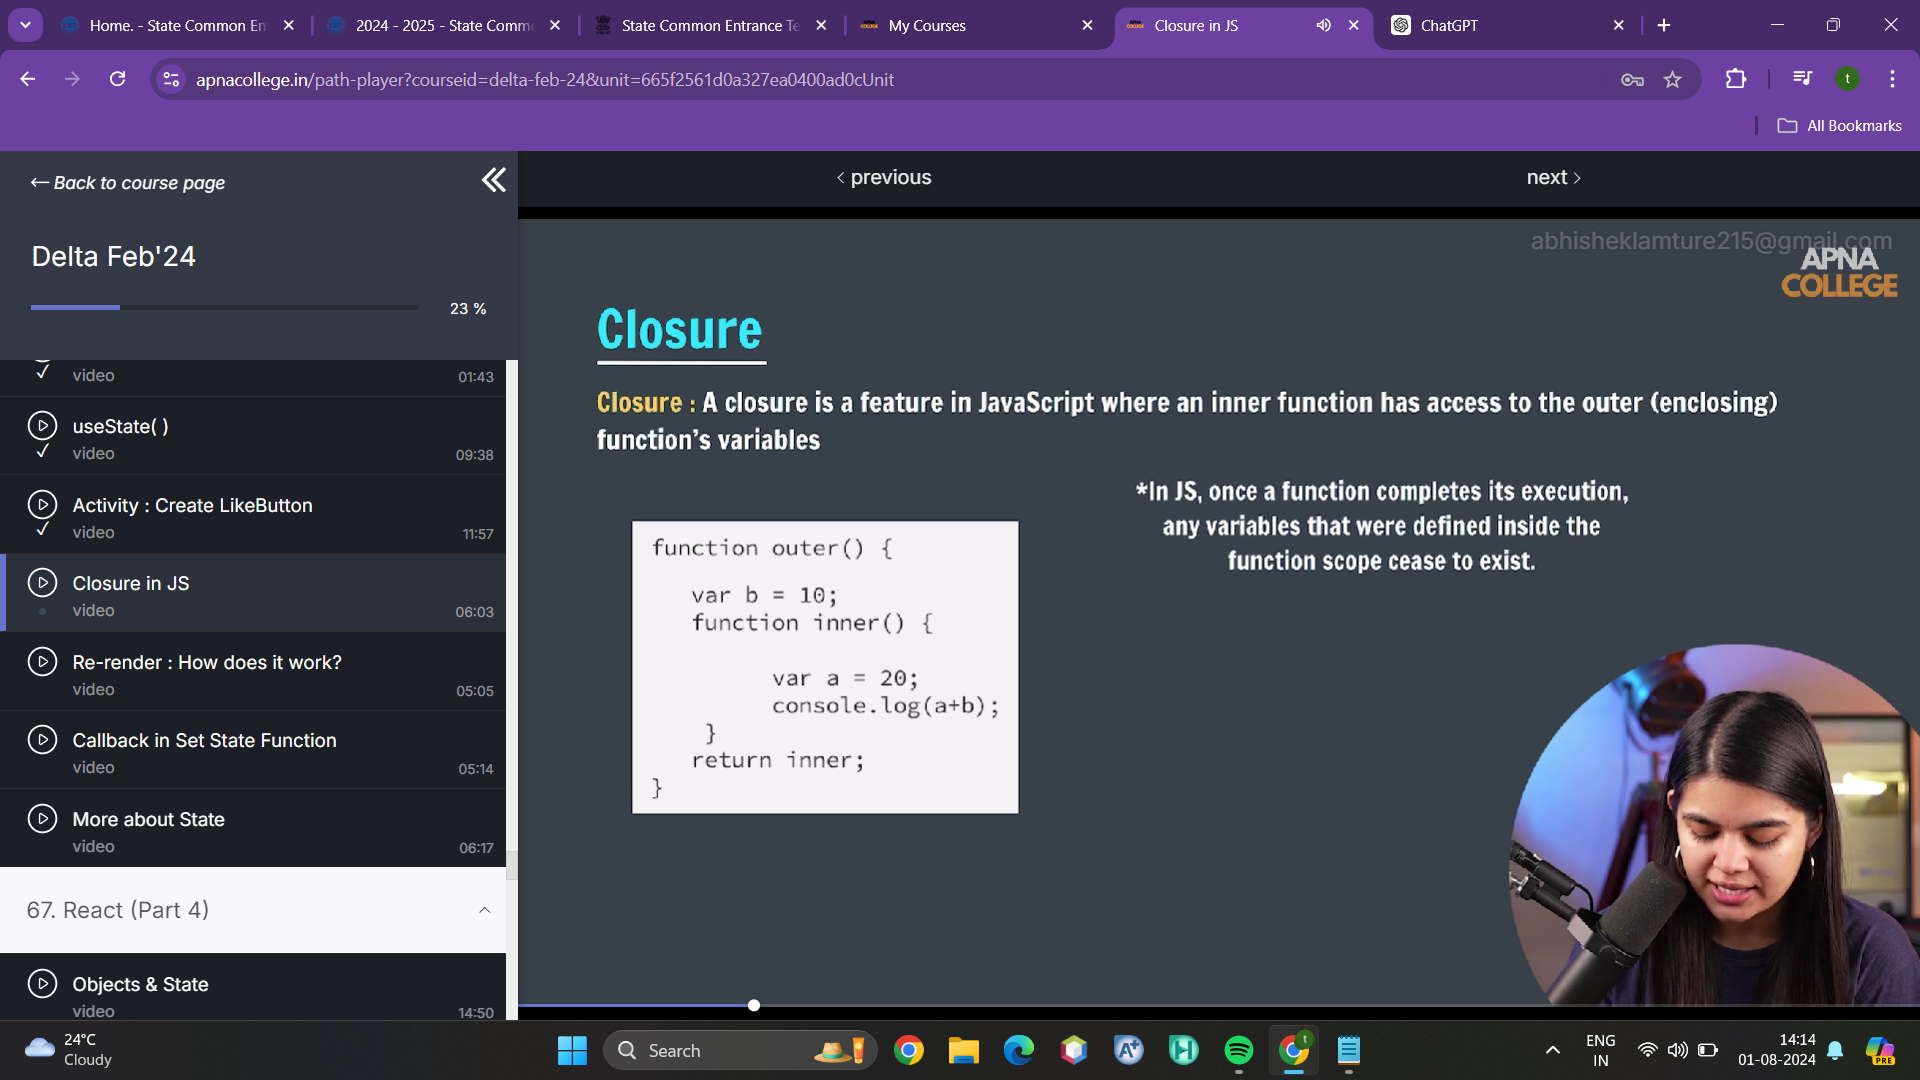 Home. - State Common En
2024 - 2025 - State Comm
State Common Entrance Te
My Courses
Closure in JS
ChatGPT
apnacollege.in/path-player?courseid=delta-feb-24&unit=665f2561d0a327ea0400ad0cUnit
t
All Bookmarks
← Back to course page
‹ previous
next ›
Delta Feb'24
23 %
video
01:43
useState( )
video
09:38
Activity : Create LikeButton
video
11:57
Closure in JS
video
06:03
Re-render : How does it work?
video
05:05
Callback in Set State Function
video
05:14
More about State
video
06:17
67. React (Part 4)
Objects & State
video
14:50
abhisheklamture215@gmail.com
APNA
COLLEGE
Closure
Closure : A closure is a feature in JavaScript where an inner function has access to the outer (enclosing)
function's variables
*In JS, once a function completes its execution,
any variables that were defined inside the
function scope cease to exist.
function outer() {
var b = 10;
function inner() {
var a = 20;
console.log(a+b);
}
return inner;
}
24°C
Cloudy
Search
A+
H
t
ENG
IN
14:14
01-08-2024
PRE